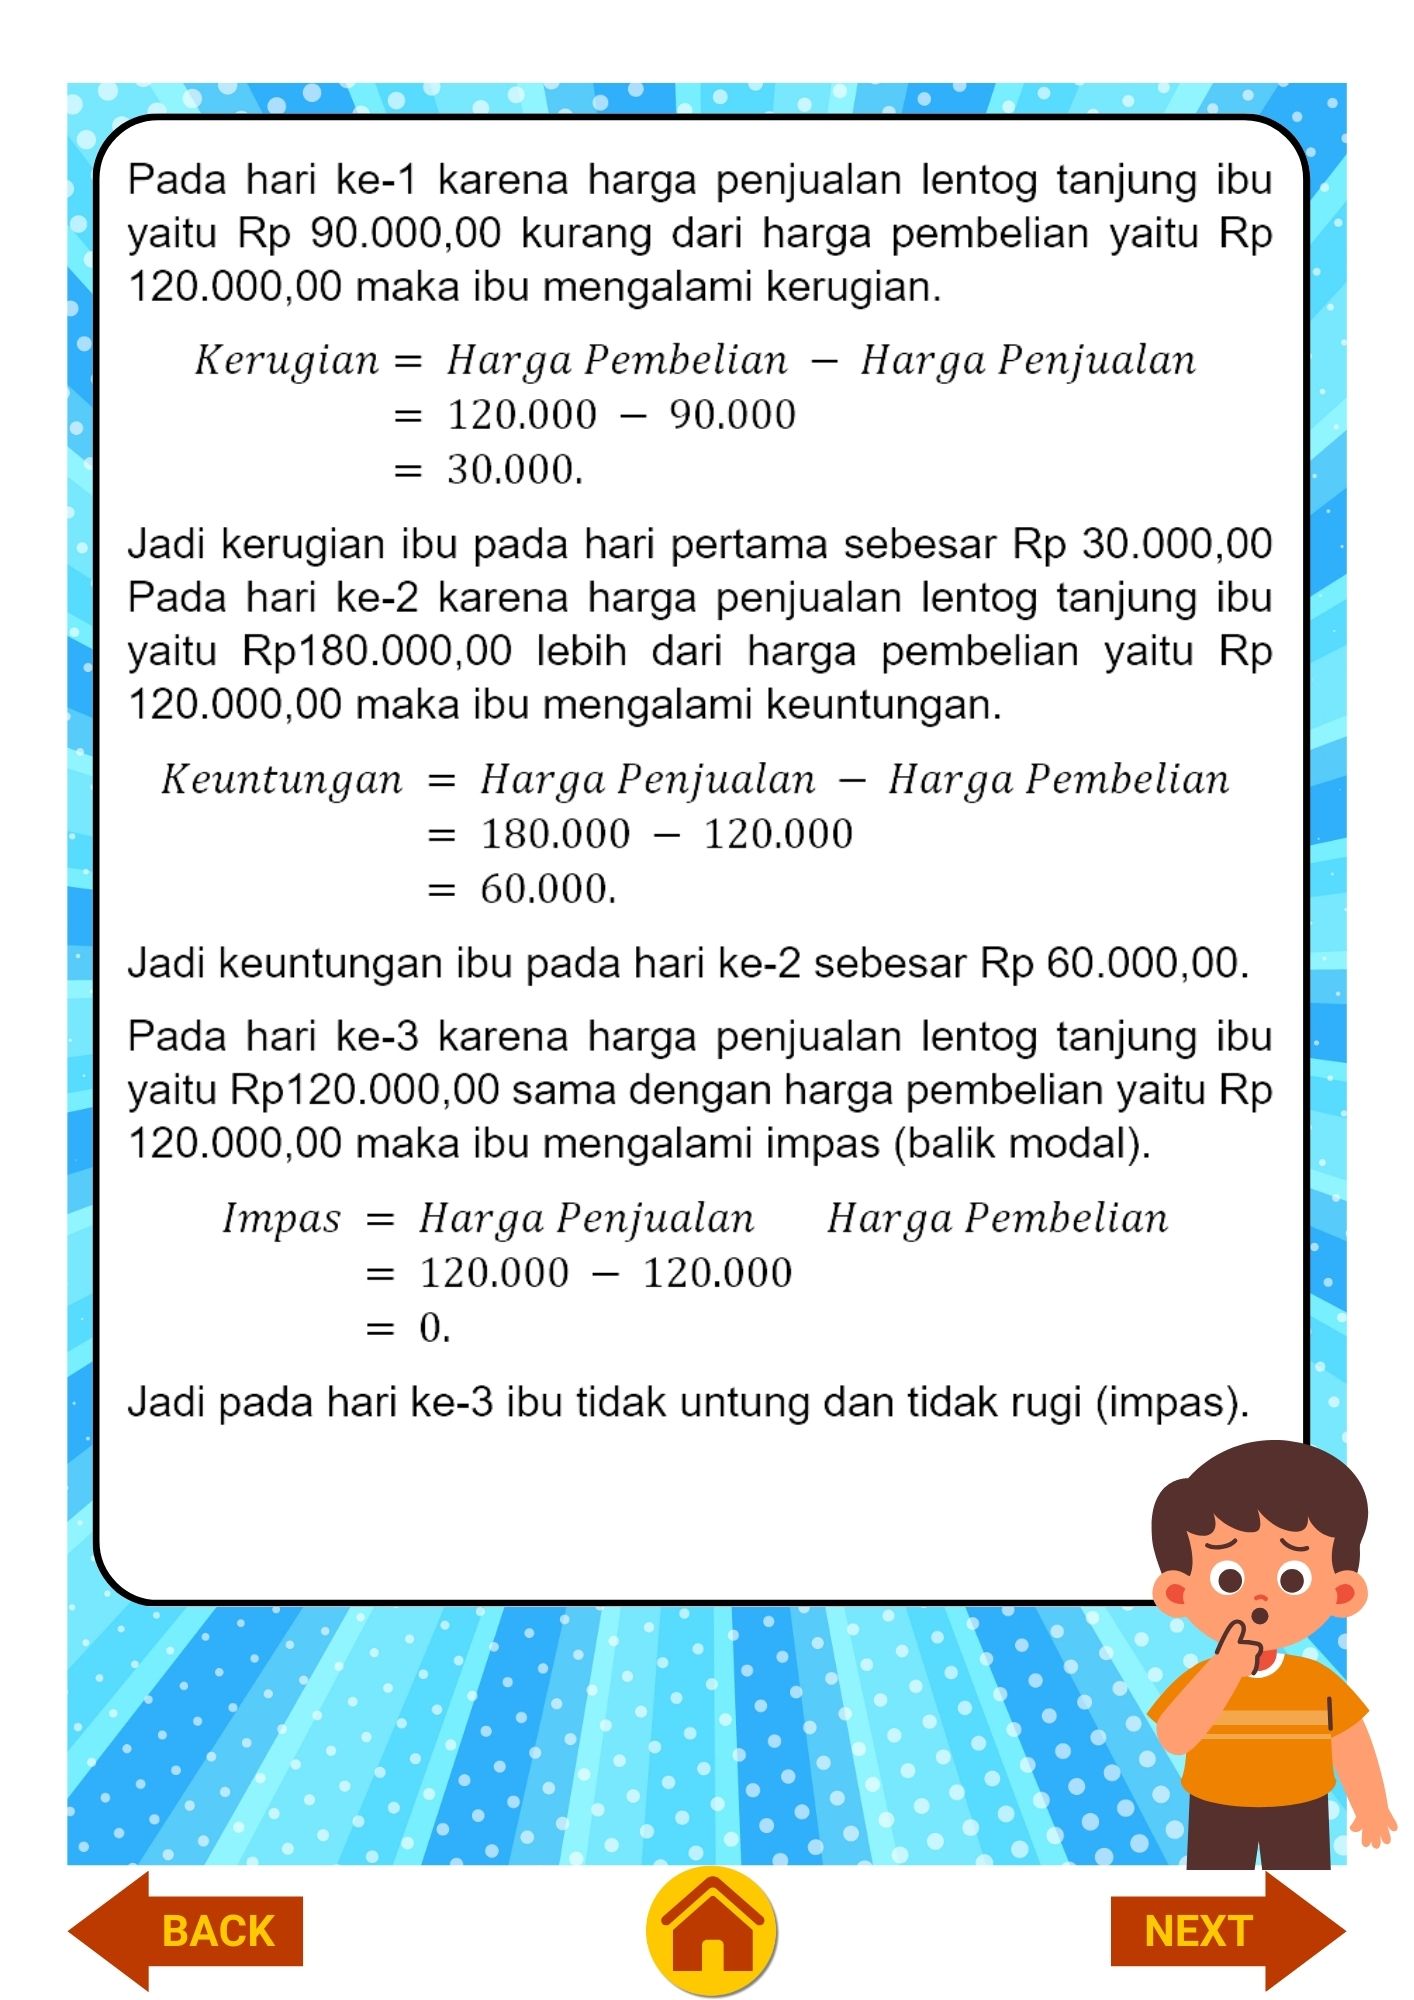 Pada hari ke-1 karena harga penjualan lentog tanjung ibu
yaitu Rp 90.000,00 kurang dari harga pembelian yaitu Rp
120.000,00 maka ibu mengalami kerugian.
Kerugian = Harga Pembelian − Harga Penjualan
= 120.000 − 90.000
= 30.000.
Jadi kerugian ibu pada hari pertama sebesar Rp 30.000,00
Pada hari ke-2 karena harga penjualan lentog tanjung ibu
yaitu Rp180.000,00 lebih dari harga pembelian yaitu Rp
120.000,00 maka ibu mengalami keuntungan.
Keuntungan = Harga Penjualan − Harga Pembelian
= 180.000 − 120.000
= 60.000.
Jadi keuntungan ibu pada hari ke-2 sebesar Rp 60.000,00.
Pada hari ke-3 karena harga penjualan lentog tanjung ibu
yaitu Rp120.000,00 sama dengan harga pembelian yaitu Rp
120.000,00 maka ibu mengalami impas (balik modal).
Impas = Harga Penjualan Harga Pembelian
= 120.000 − 120.000
= 0.
Jadi pada hari ke-3 ibu tidak untung dan tidak rugi (impas).
BACK
NEXT